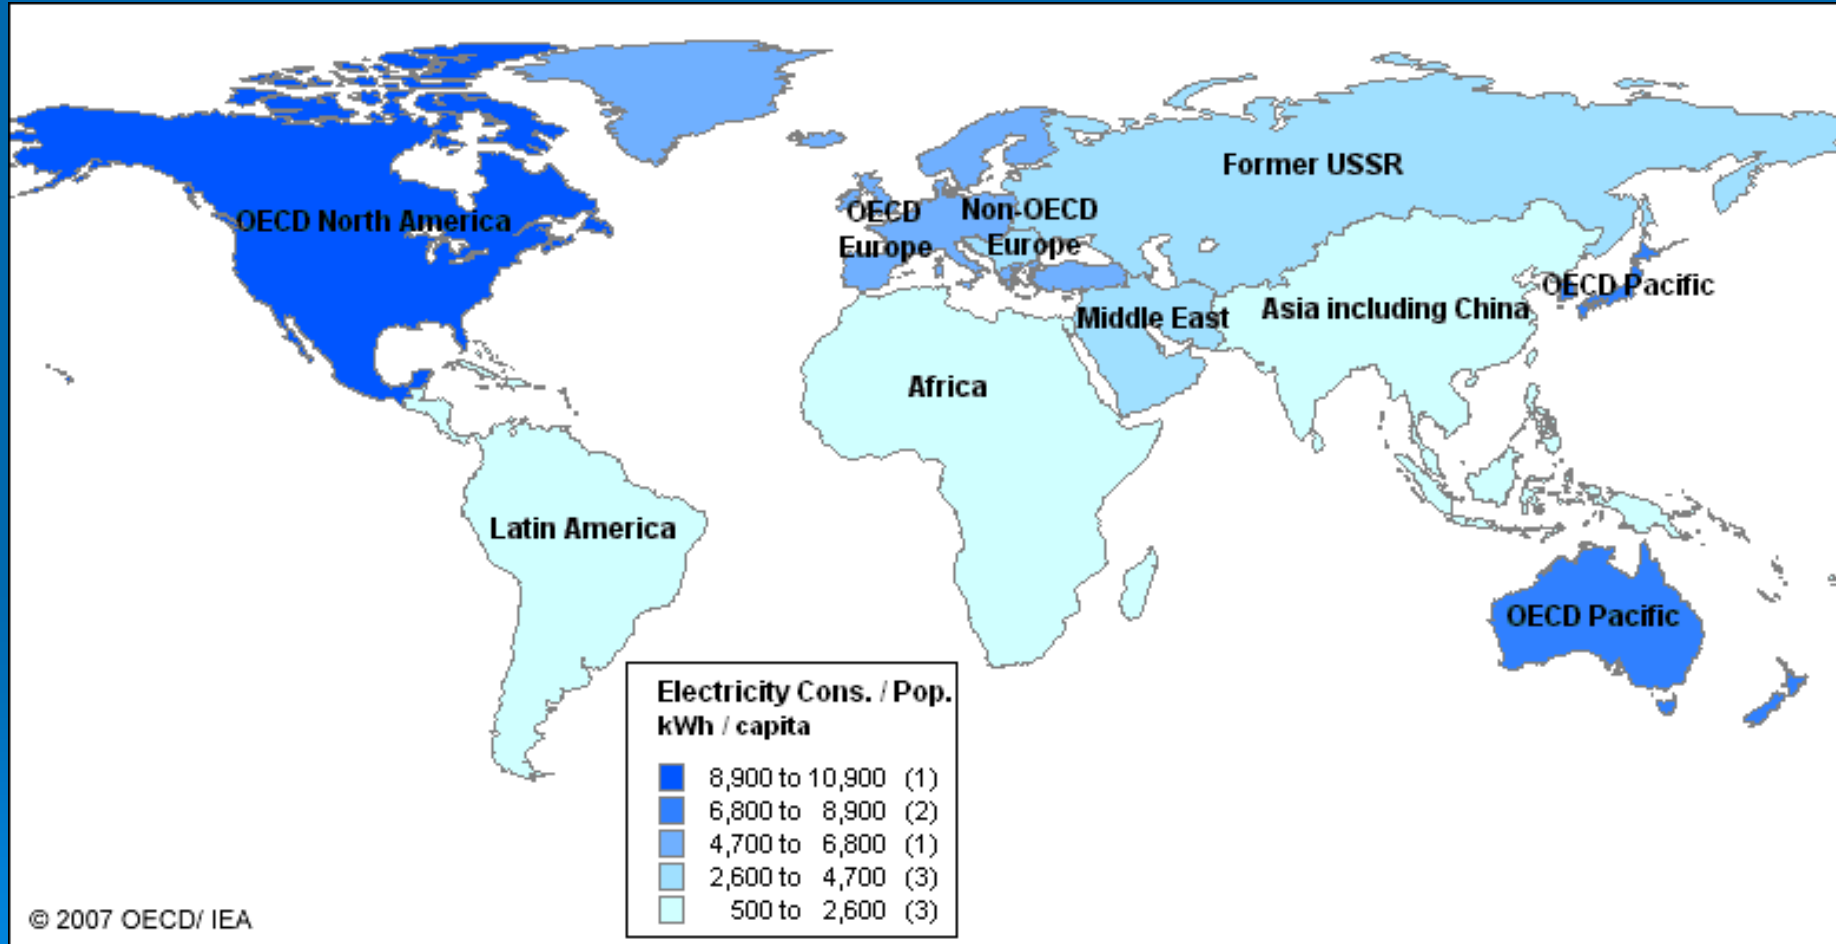 Former USSR
OECD North America
OECD
Europe
Non-OECD
Europe
OECD Pacific
Middle East
Asia including China
Africa
Latin America
OECD Pacific
Electricity Cons. / Pop.
kWh / capita
8,900 to 10,900 (1)
6,800 to 8,900 (2)
4,700 to 6,800 (1)
2,600 to 4,700 (3)
500 to 2,600 (3)
© 2007 OECD/ IEA